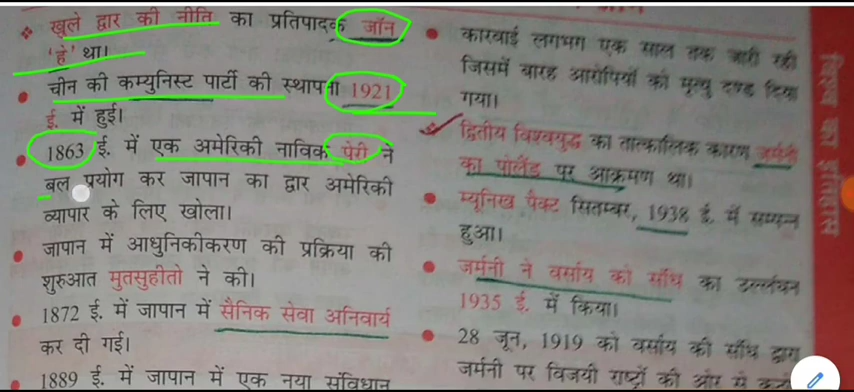 खुले द्वार की नीति का प्रतिपादक जॉन
'हे' था।
चीन की कम्युनिस्ट पार्टी की स्थापना 1921
ई. में हुई।
1863 ई. में एक अमेरिकी नाविक पेरी ने
बल प्रयोग कर जापान का द्वार अमेरिकी
व्यापार के लिए खोला।
जापान में आधुनिकीकरण की प्रक्रिया की
शुरुआत मुतसुहीतो ने की।
1872 ई. में जापान में सैनिक सेवा अनिवार्य
कर दी गई।
1889 ई. में जापान में एक नया संविधान
कारवाई लगभग एक साल तक जारी रही
जिसमें बारह आरोपियों को मृत्यु दण्ड दिया
गया।
द्वितीय विश्वयुद्ध का तात्कालिक कारण जर्मनी
का पोलैंड पर आक्रमण था।
म्यूनिख पैक्ट सितम्बर, 1938 ई. में सम्पन्न
हुआ।
जर्मनी ने वर्साय की संधि का उल्लंघन
1935 ई. में किया।
28 जून, 1919 को वर्साय की संधि द्वारा
जर्मनी पर विजयी राष्ट्रों की ओर से
विश्व का इतिहास